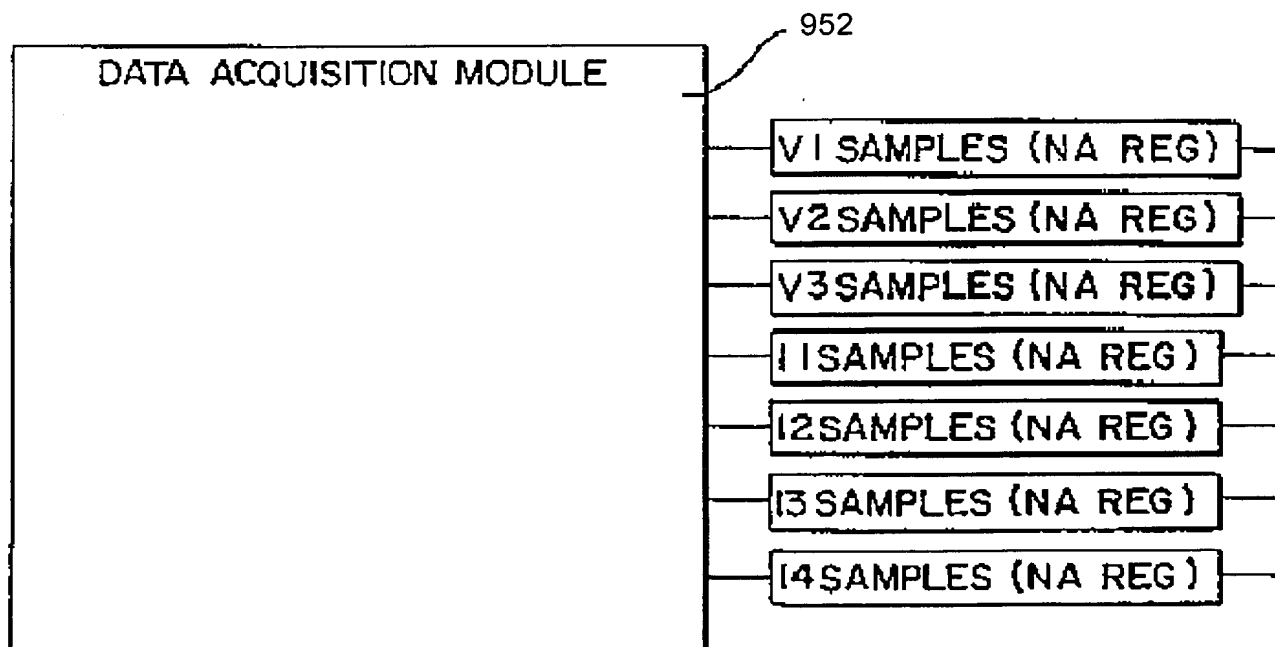 952
DATA ACQUISITION MODULE
V1 SAMPLES (NA REG)
V2 SAMPLES (NA REG)
V3 SAMPLES (NA REG)
I1 SAMPLES (NA REG)
I2 SAMPLES (NA REG)
I3 SAMPLES (NA REG)
I4 SAMPLES (NA REG)